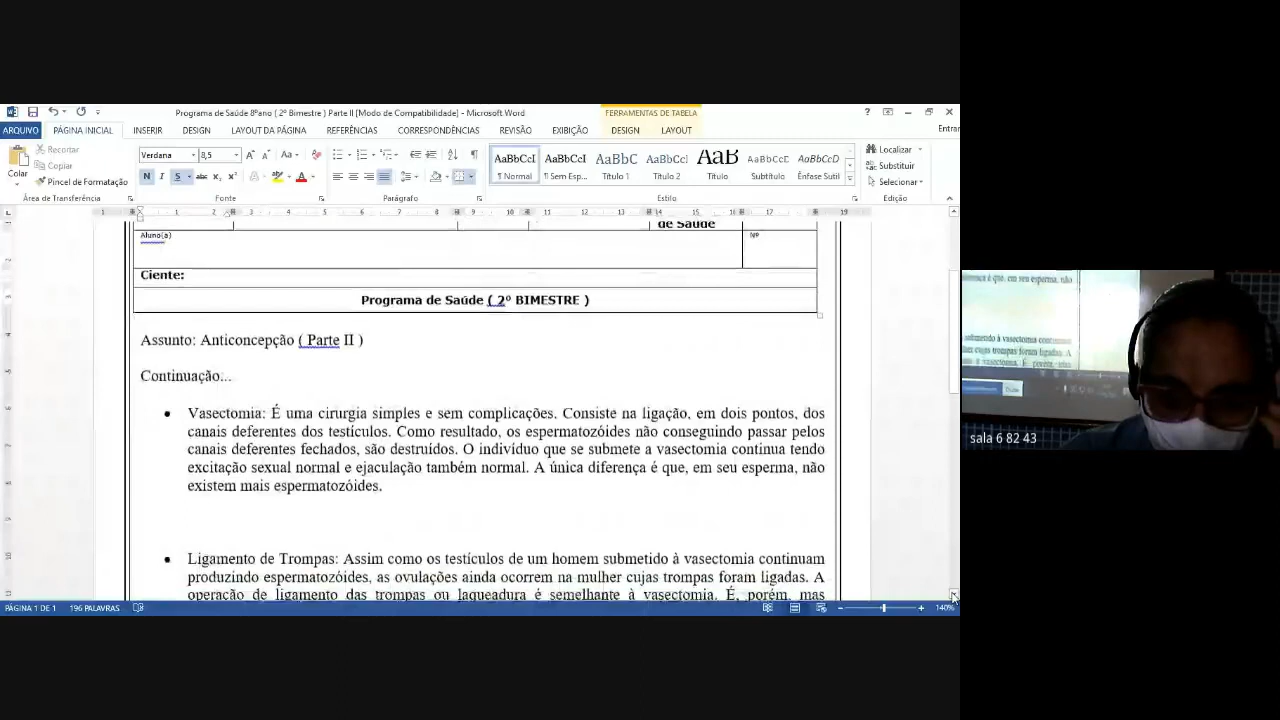 Programa de Saúde 8ºano ( 2º Bimestre ) Parte II [Modo de Compatibilidade] - Microsoft Word
FERRAMENTAS DE TABELA
ARQUIVO PÁGINA INICIAL INSERIR DESIGN LAYOUT DA PÁGINA REFERÊNCIAS CORRESPONDÊNCIAS REVISÃO EXIBIÇÃO DESIGN LAYOUT Entrar
Colar
Recortar
Copiar
Pincel de Formatação
Verdana 8,5
N I S abc x₂ x²
AaBbCcI AaBbCcI AaBbC AaBbCcI AaB AaBbCcE AaBbCcD
¶ Normal ¶ Sem Esp... Título 1 Título 2 Título Subtítulo Ênfase Sutil
Localizar
Substituir
Selecionar
Área de Transferência Fonte Parágrafo Estilo Edição
de Saúde
Aluno(a) Nº
Ciente:
Programa de Saúde ( 2º BIMESTRE )
Assunto: Anticoncepção ( Parte II )
Continuação...
• Vasectomia: É uma cirurgia simples e sem complicações. Consiste na ligação, em dois pontos, dos
canais deferentes dos testículos. Como resultado, os espermatozóides não conseguindo passar pelos
canais deferentes fechados, são destruídos. O indivíduo que se submete a vasectomia continua tendo
excitação sexual normal e ejaculação também normal. A única diferença é que, em seu esperma, não
existem mais espermatozóides.
• Ligamento de Trompas: Assim como os testículos de um homem submetido à vasectomia continuam
produzindo espermatozóides, as ovulações ainda ocorrem na mulher cujas trompas foram ligadas. A
operação de ligamento das trompas ou laqueadura é semelhante à vasectomia. É, porém, mas
PÁGINA 1 DE 1 196 PALAVRAS 140%
sala 6 82 43